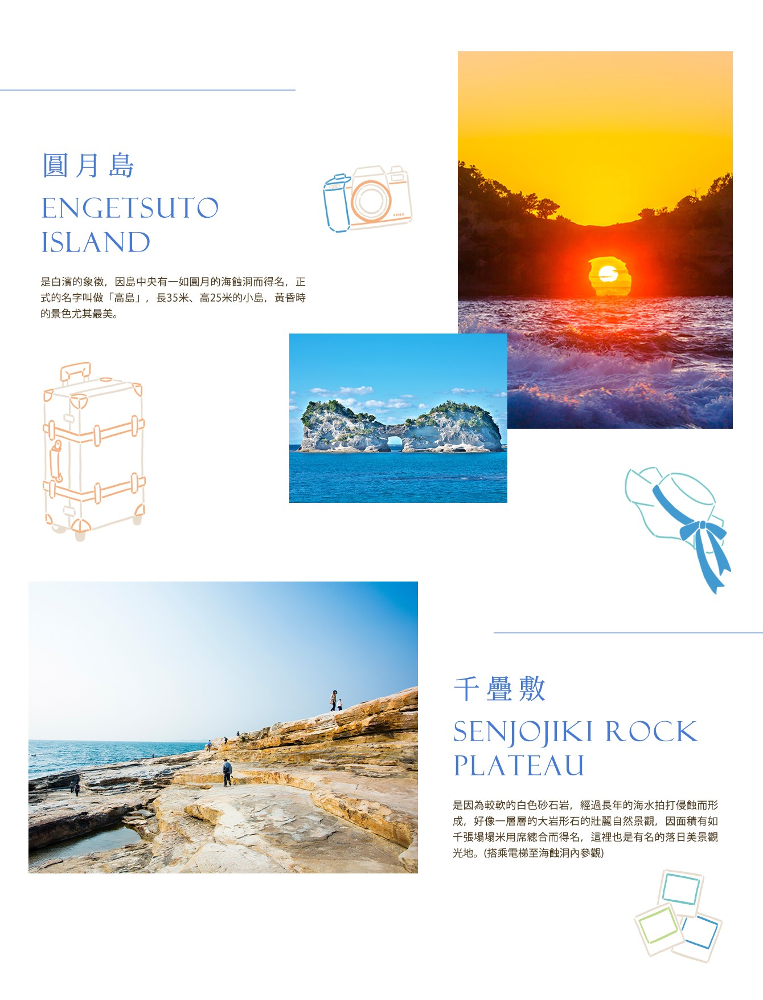 圓月島
ENGETSUTO
ISLAND
是白濱的象徵，因島中央有一如圓月的海蝕洞而得名，正
式的名字叫做「高島」，長35米、高25米的小島，黃昏時
的景色尤其最美。
千疊敷
SENJOJIKI ROCK
PLATEAU
是因為較軟的白色砂石岩，經過長年的海水拍打侵蝕而形
成，好像一層層的大岩形石的壯麗自然景觀，因面積有如
千張塌塌米用席總合而得名，這裡也是有名的落日美景觀
光地。(搭乘電梯至海蝕洞內參觀)